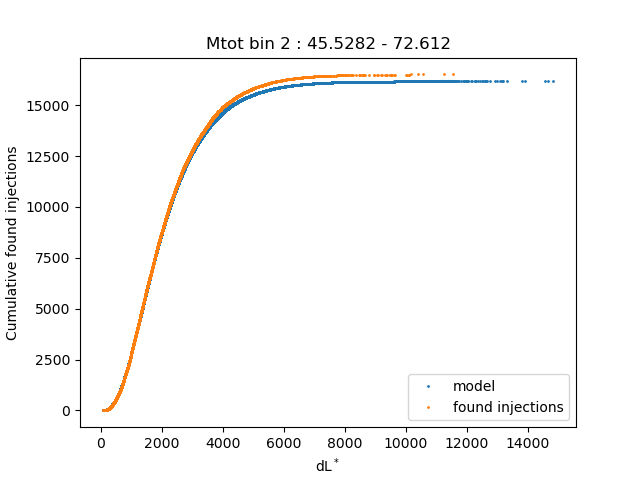 Mtot bin 2 : 45.5282 - 72.612
Cumulative found injections
15000
12500
10000
7500
5000
2500
0
0 2000 4000 6000 8000 10000 12000 14000
dL*
model
found injections